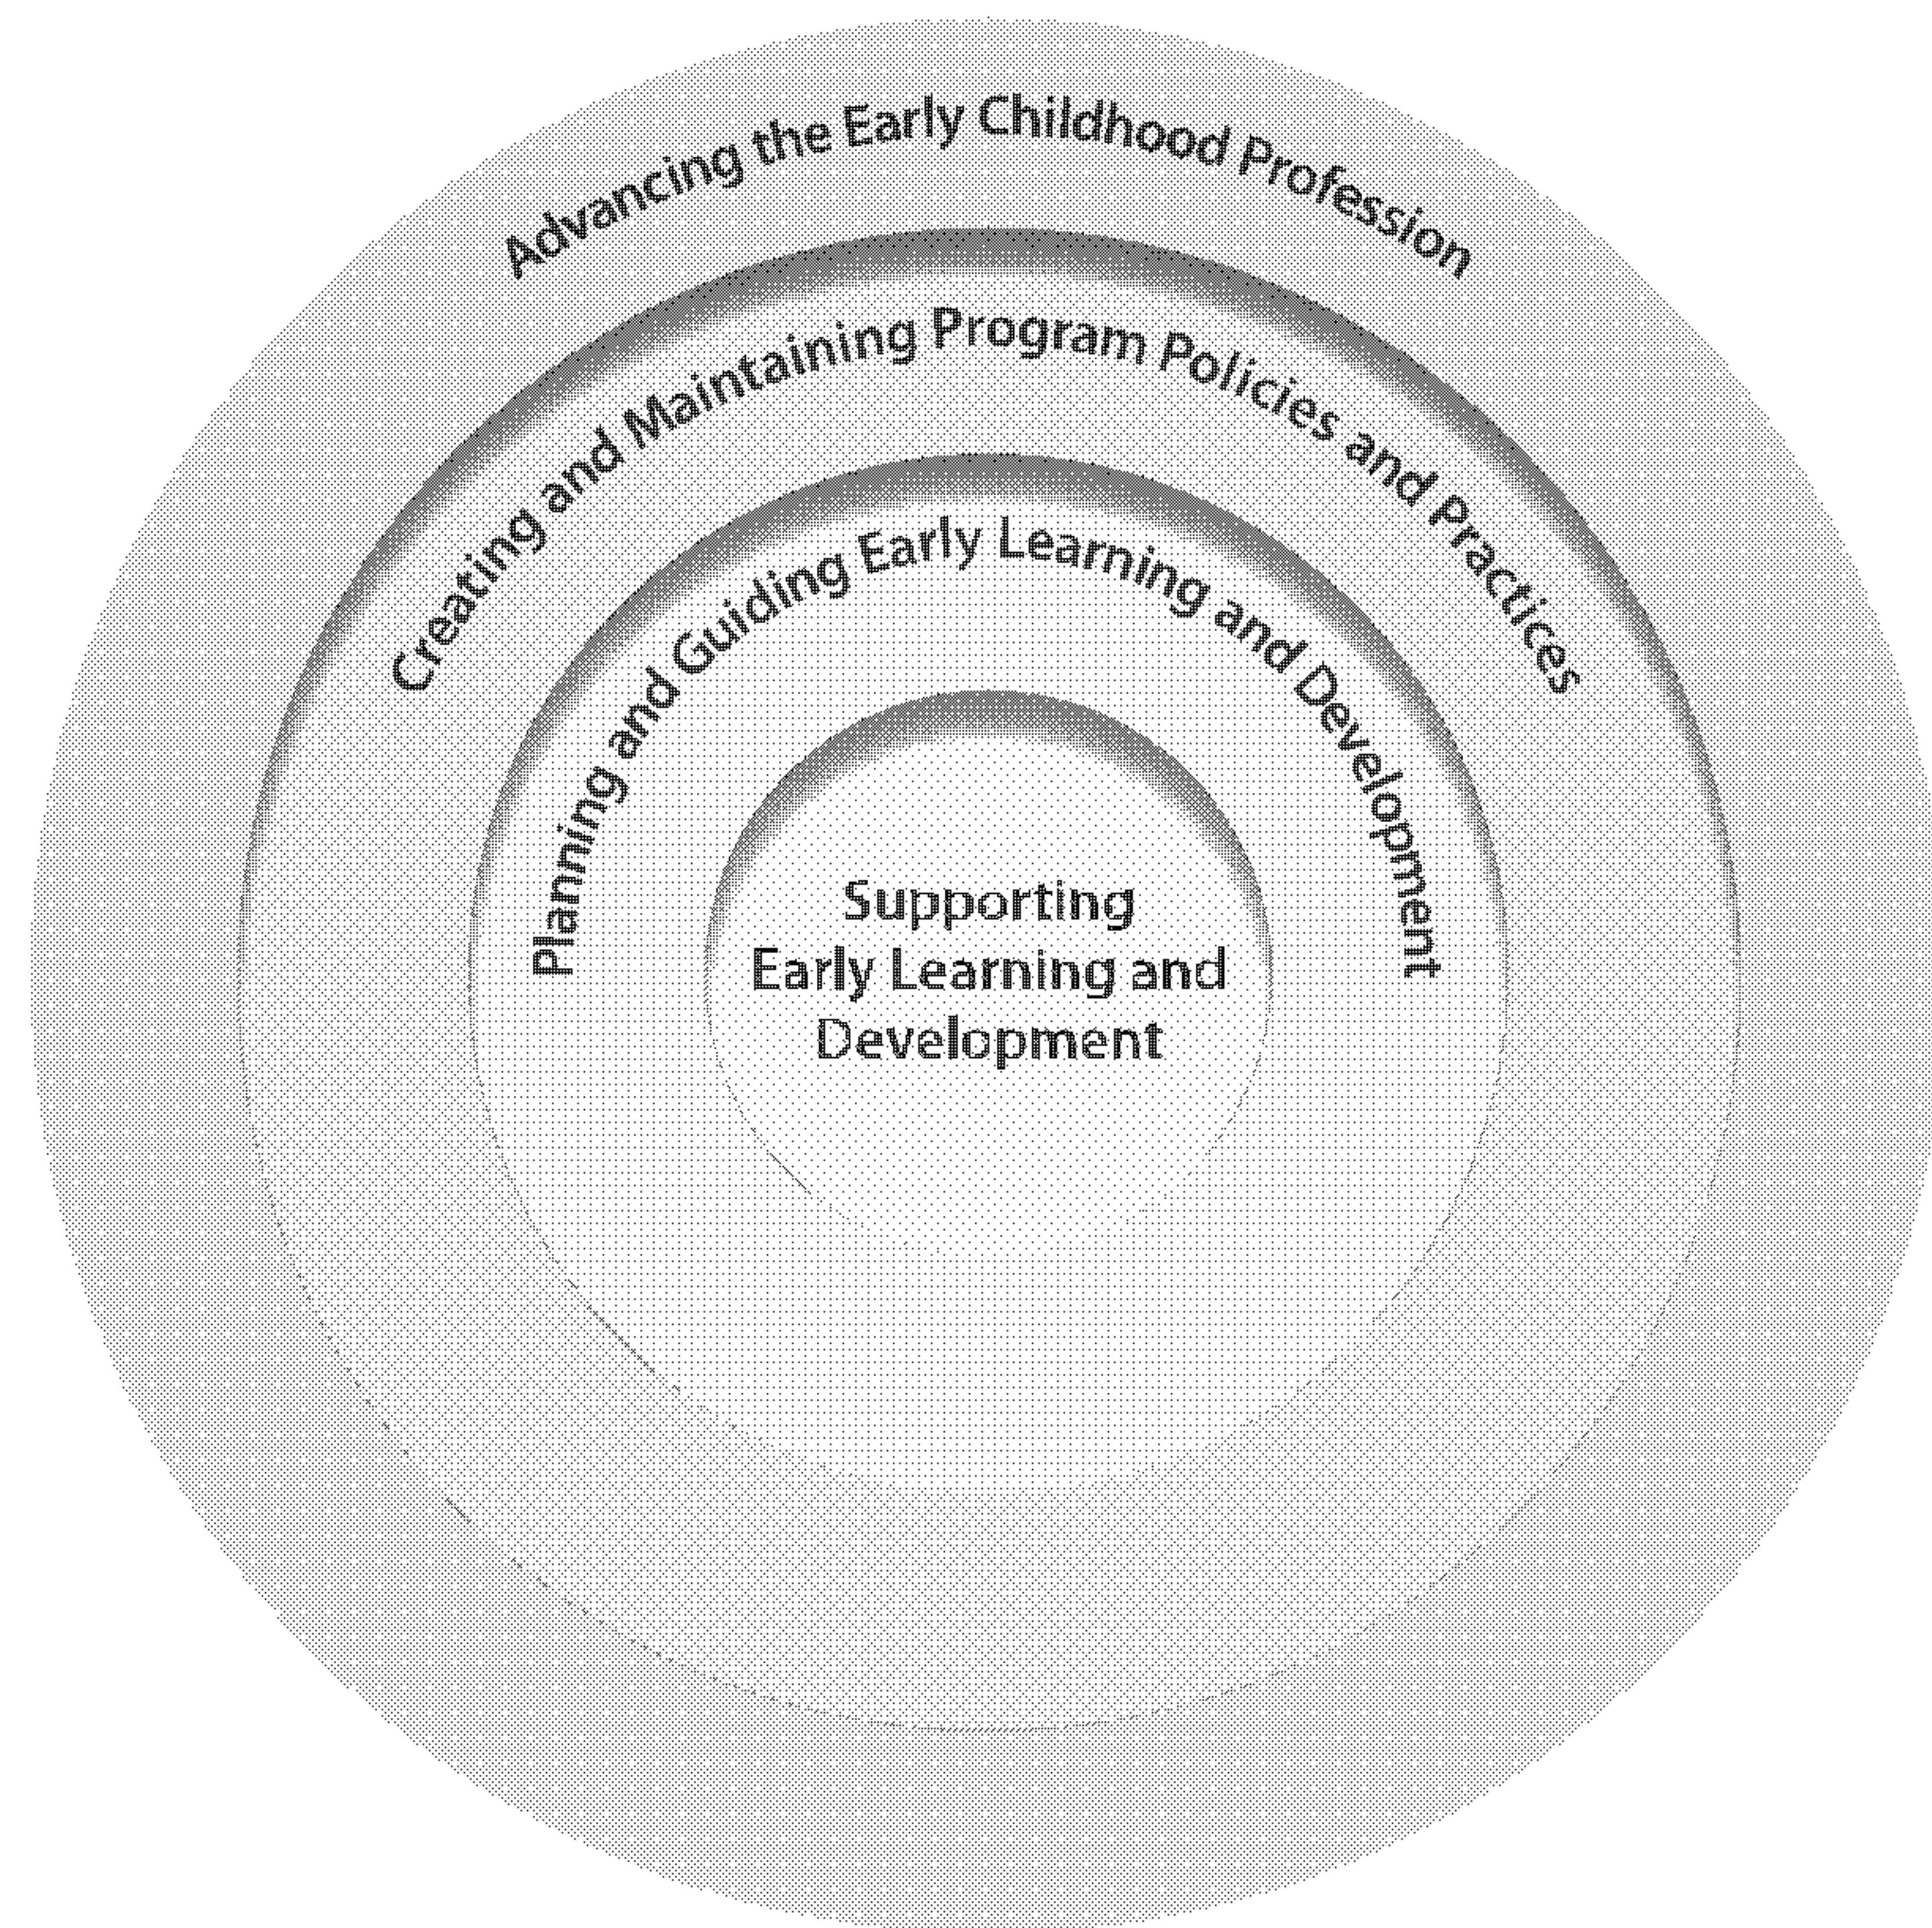 Advancing the Early Childhood Profession
Creating and Maintaining Program Policies and Practices
Planning and Guiding Early Learning and Development
Supporting
Early Learning and
Development